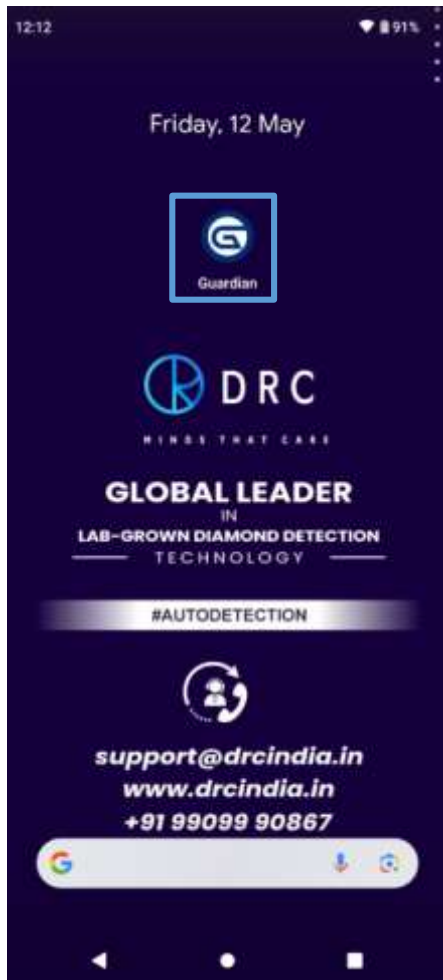 12:12
91%
Friday, 12 May
Guardian
DRC
MINDS THAT CARE
GLOBAL LEADER
IN
LAB-GROWN DIAMOND DETECTION
TECHNOLOGY
#AUTODETECTION
support@drcindia.in
www.drcindia.in
+91 99099 90867